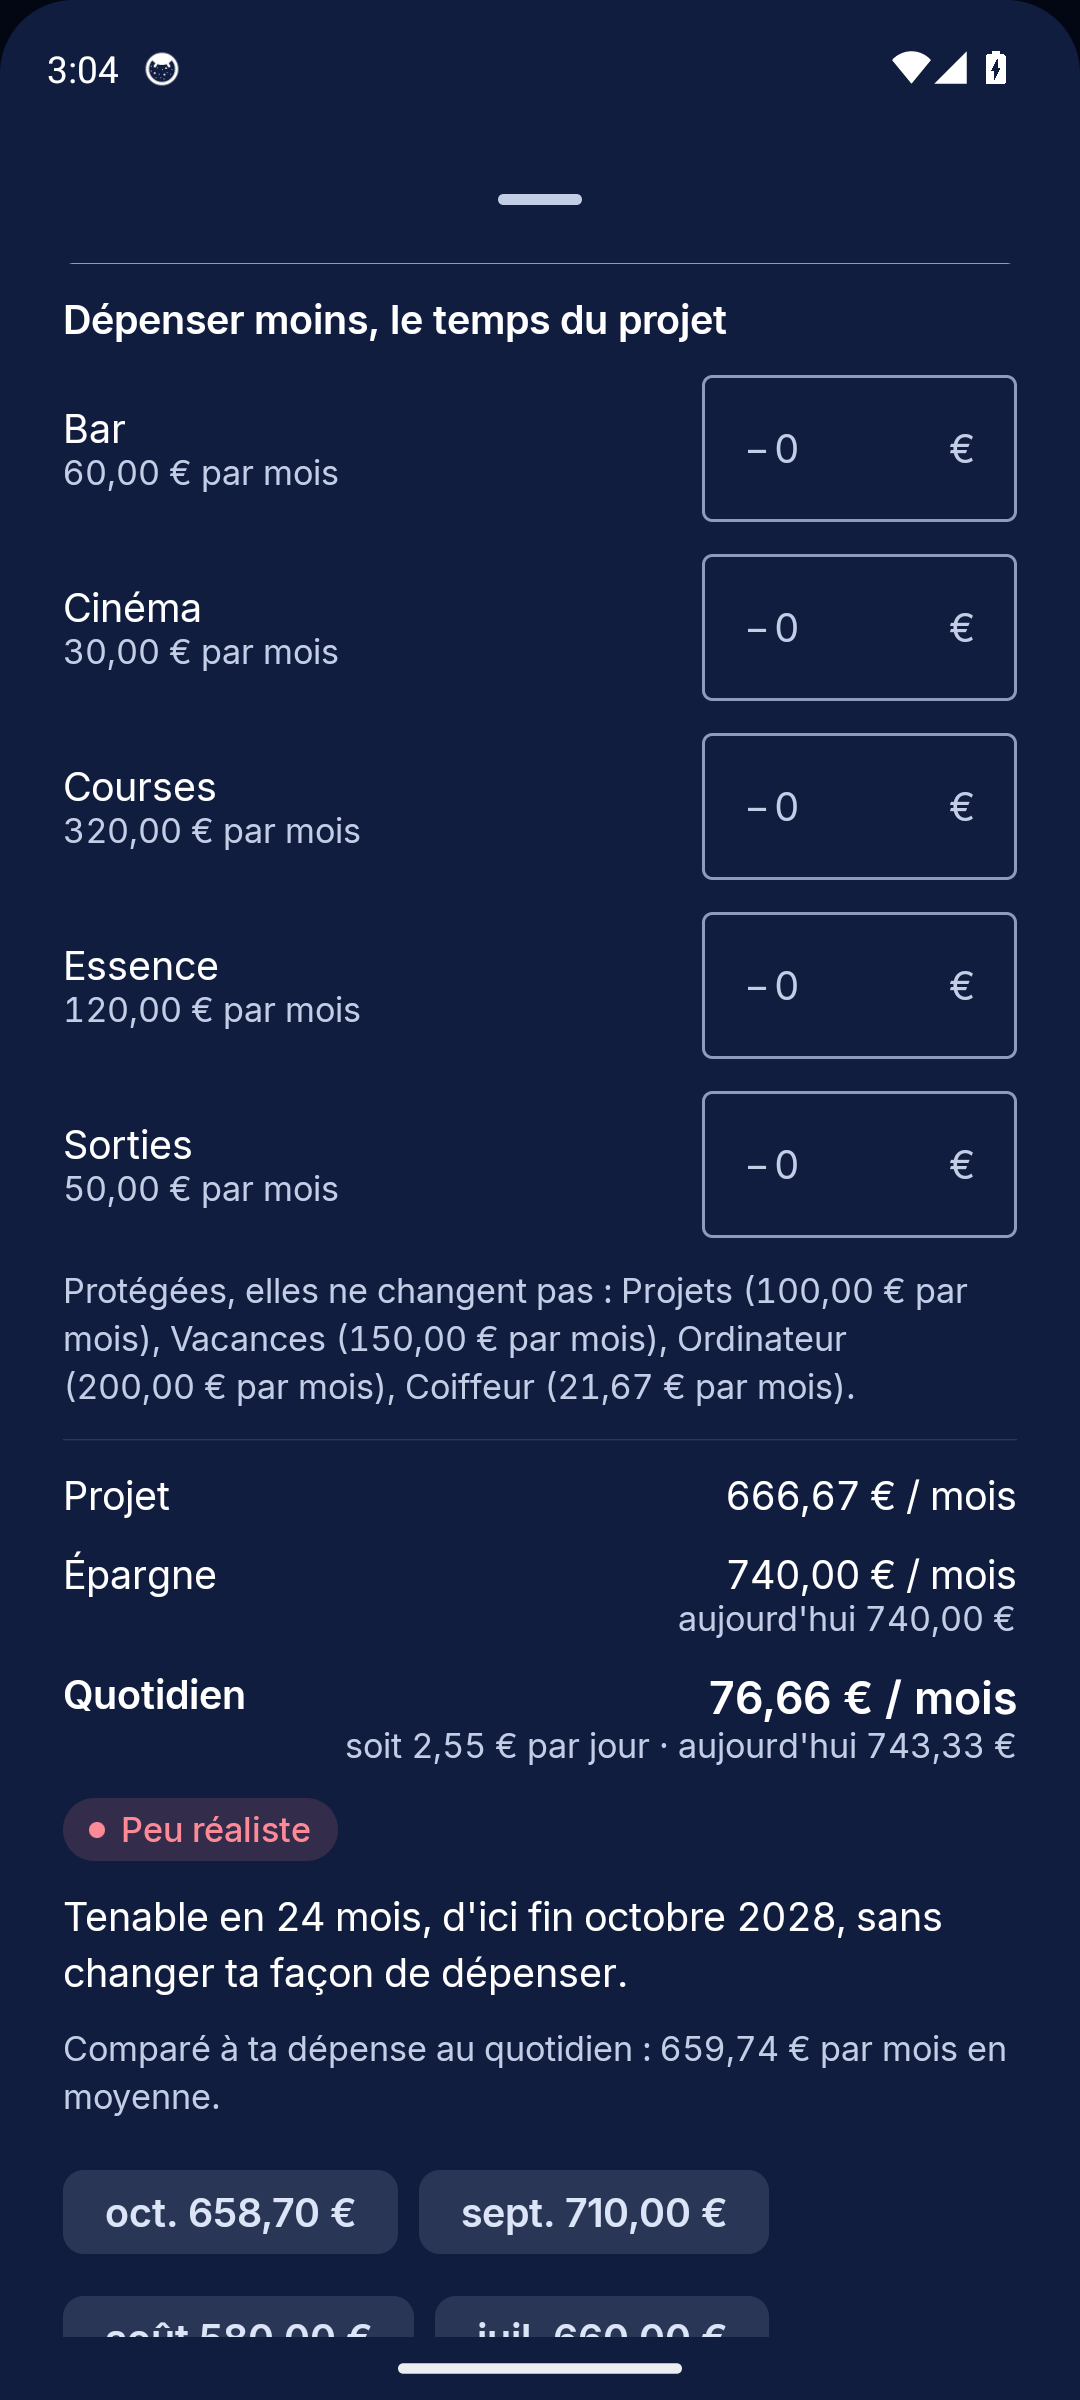 3:04
Dépenser moins, le temps du projet
Bar
60,00 € par mois
– 0 €
Cinéma
30,00 € par mois
– 0 €
Courses
320,00 € par mois
– 0 €
Essence
120,00 € par mois
– 0 €
Sorties
50,00 € par mois
– 0 €
Protégées, elles ne changent pas : Projets (100,00 € par
mois), Vacances (150,00 € par mois), Ordinateur
(200,00 € par mois), Coiffeur (21,67 € par mois).
Projet 666,67 € / mois
Épargne 740,00 € / mois
aujourd'hui 740,00 €
Quotidien 76,66 € / mois
soit 2,55 € par jour · aujourd'hui 743,33 €
Peu réaliste
Tenable en 24 mois, d'ici fin octobre 2028, sans
changer ta façon de dépenser.
Comparé à ta dépense au quotidien : 659,74 € par mois en
moyenne.
oct. 658,70 € sept. 710,00 €
août 580,00 € juil. 660,00 €